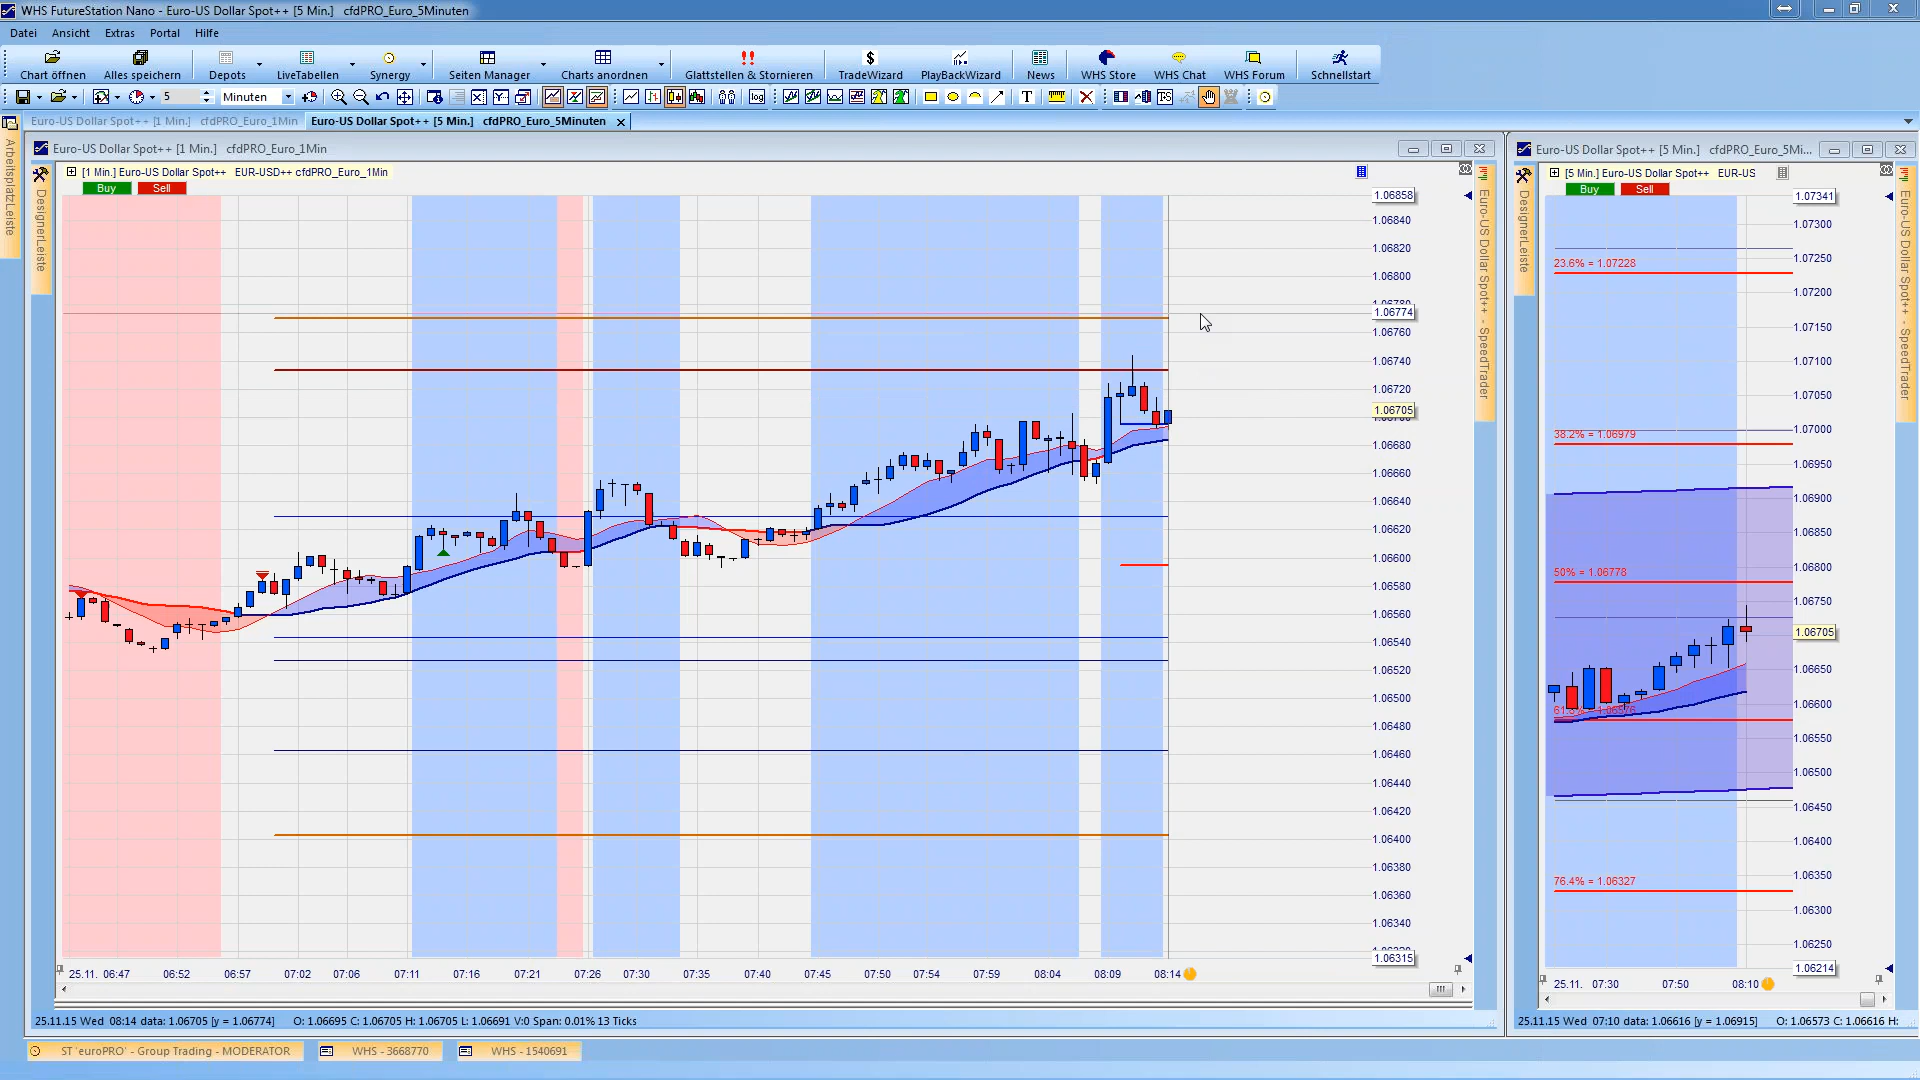 WHS FutureStation Nano - Euro-US Dollar Spot++ [5 Min.]   cfdPRO_Euro_5Minuten
Datei   Ansicht   Extras   Portal   Hilfe
Chart öffnen   Alles speichern   Depots   LiveTabellen   Synergy   Seiten Manager   Charts anordnen   Glattstellen & Stornieren   TradeWizard   PlayBackWizard   News   WHS Store   WHS Chat   WHS Forum   Schnellstart
5   Minuten   log   T
Euro-US Dollar Spot++ [1 Min.]   cfdPRO_Euro_1Min   Euro-US Dollar Spot++ [5 Min.]   cfdPRO_Euro_5Minuten
ArbeitsplatzLeiste
Euro-US Dollar Spot++ [1 Min.]   cfdPRO_Euro_1Min
DesignerLeiste
[1 Min.] Euro-US Dollar Spot++   EUR-USD++ cfdPRO_Euro_1Min
Buy   Sell
1.06858
1.06840
1.06820
1.06800
1.06780
1.06774
1.06760
1.06740
1.06720
1.06705
1.06680
1.06660
1.06640
1.06620
1.06600
1.06580
1.06560
1.06540
1.06520
1.06500
1.06480
1.06460
1.06440
1.06420
1.06400
1.06380
1.06360
1.06340
1.06315
25.11.   06:47   06:52   06:57   07:02   07:06   07:11   07:16   07:21   07:26   07:30   07:35   07:40   07:45   07:50   07:54   07:59   08:04   08:09   08:14
25.11.15 Wed   08:14 data: 1.06705 [y = 1.06774]   O: 1.06695 C: 1.06705 H: 1.06705 L: 1.06691 V:0 Span: 0.01% 13 Ticks
Euro-US Dollar Spot++ - SpeedTrader
Euro-US Dollar Spot++ [5 Min.]   cfdPRO_Euro_5Mi...
DesignerLeiste
[5 Min.] Euro-US Dollar Spot++   EUR-US
Buy   Sell
23.6% = 1.07228
38.2% = 1.06979
50% = 1.06778
61.8% = 1.06576
76.4% = 1.06327
1.07341
1.07300
1.07250
1.07200
1.07150
1.07100
1.07050
1.07000
1.06950
1.06900
1.06850
1.06800
1.06750
1.06705
1.06650
1.06600
1.06550
1.06500
1.06450
1.06400
1.06350
1.06300
1.06250
1.06214
25.11.   07:30   07:50   08:10
25.11.15 Wed   07:10 data: 1.06616 [y = 1.06915]   O: 1.06573 C: 1.06616 H:
Euro-US Dollar Spot++ - SpeedTrader
ST 'euroPRO' - Group Trading - MODERATOR   WHS - 3668770   WHS - 1540691